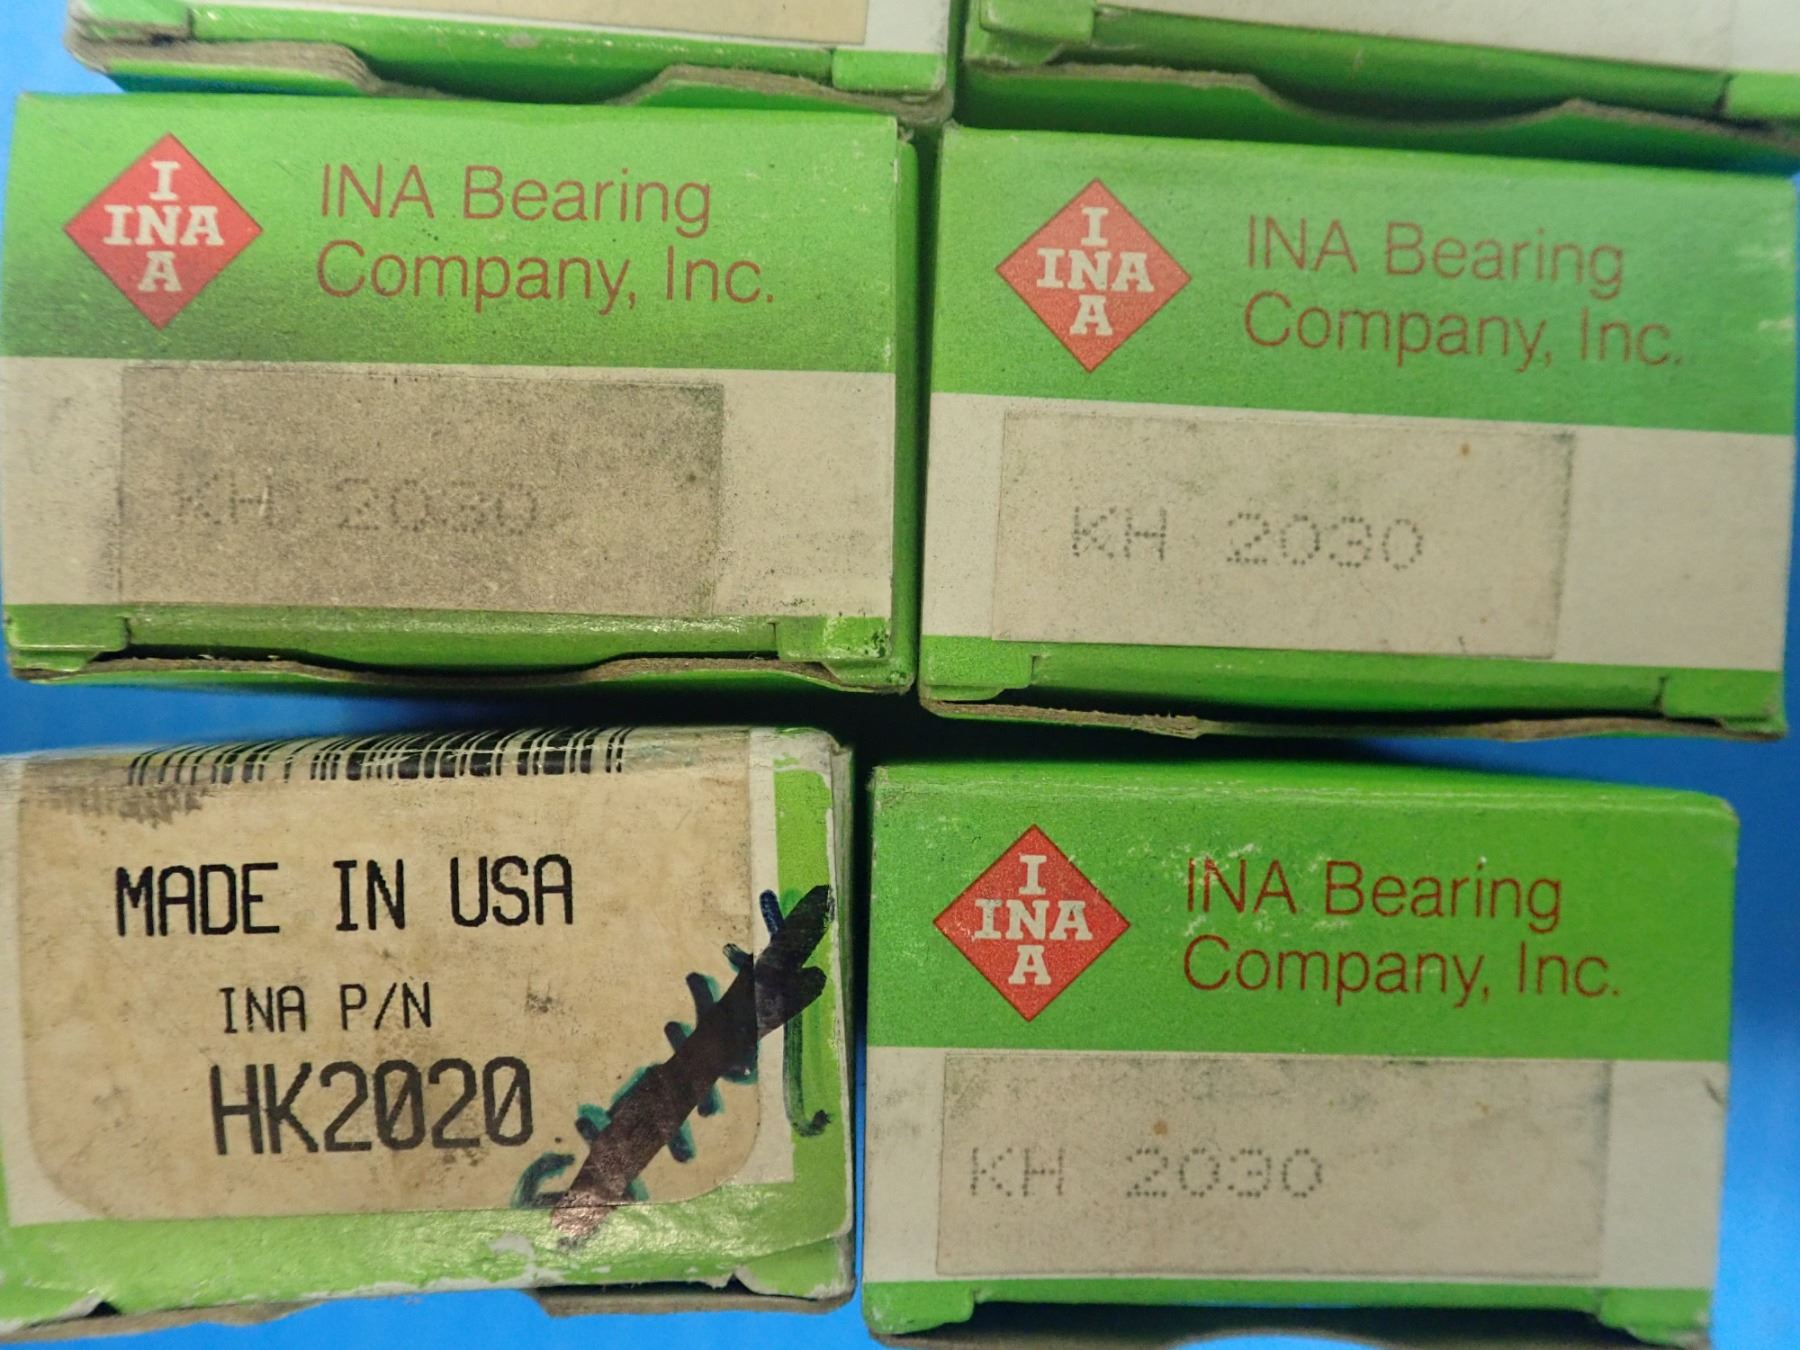 I
INA
A
INA Bearing
Company, Inc.
KH 2030
I
INA
A
INA Bearing
Company, Inc.
KH 2030
MADE IN USA
INA P/N
HK2020
I
INA
A
INA Bearing
Company, Inc.
KH 2030